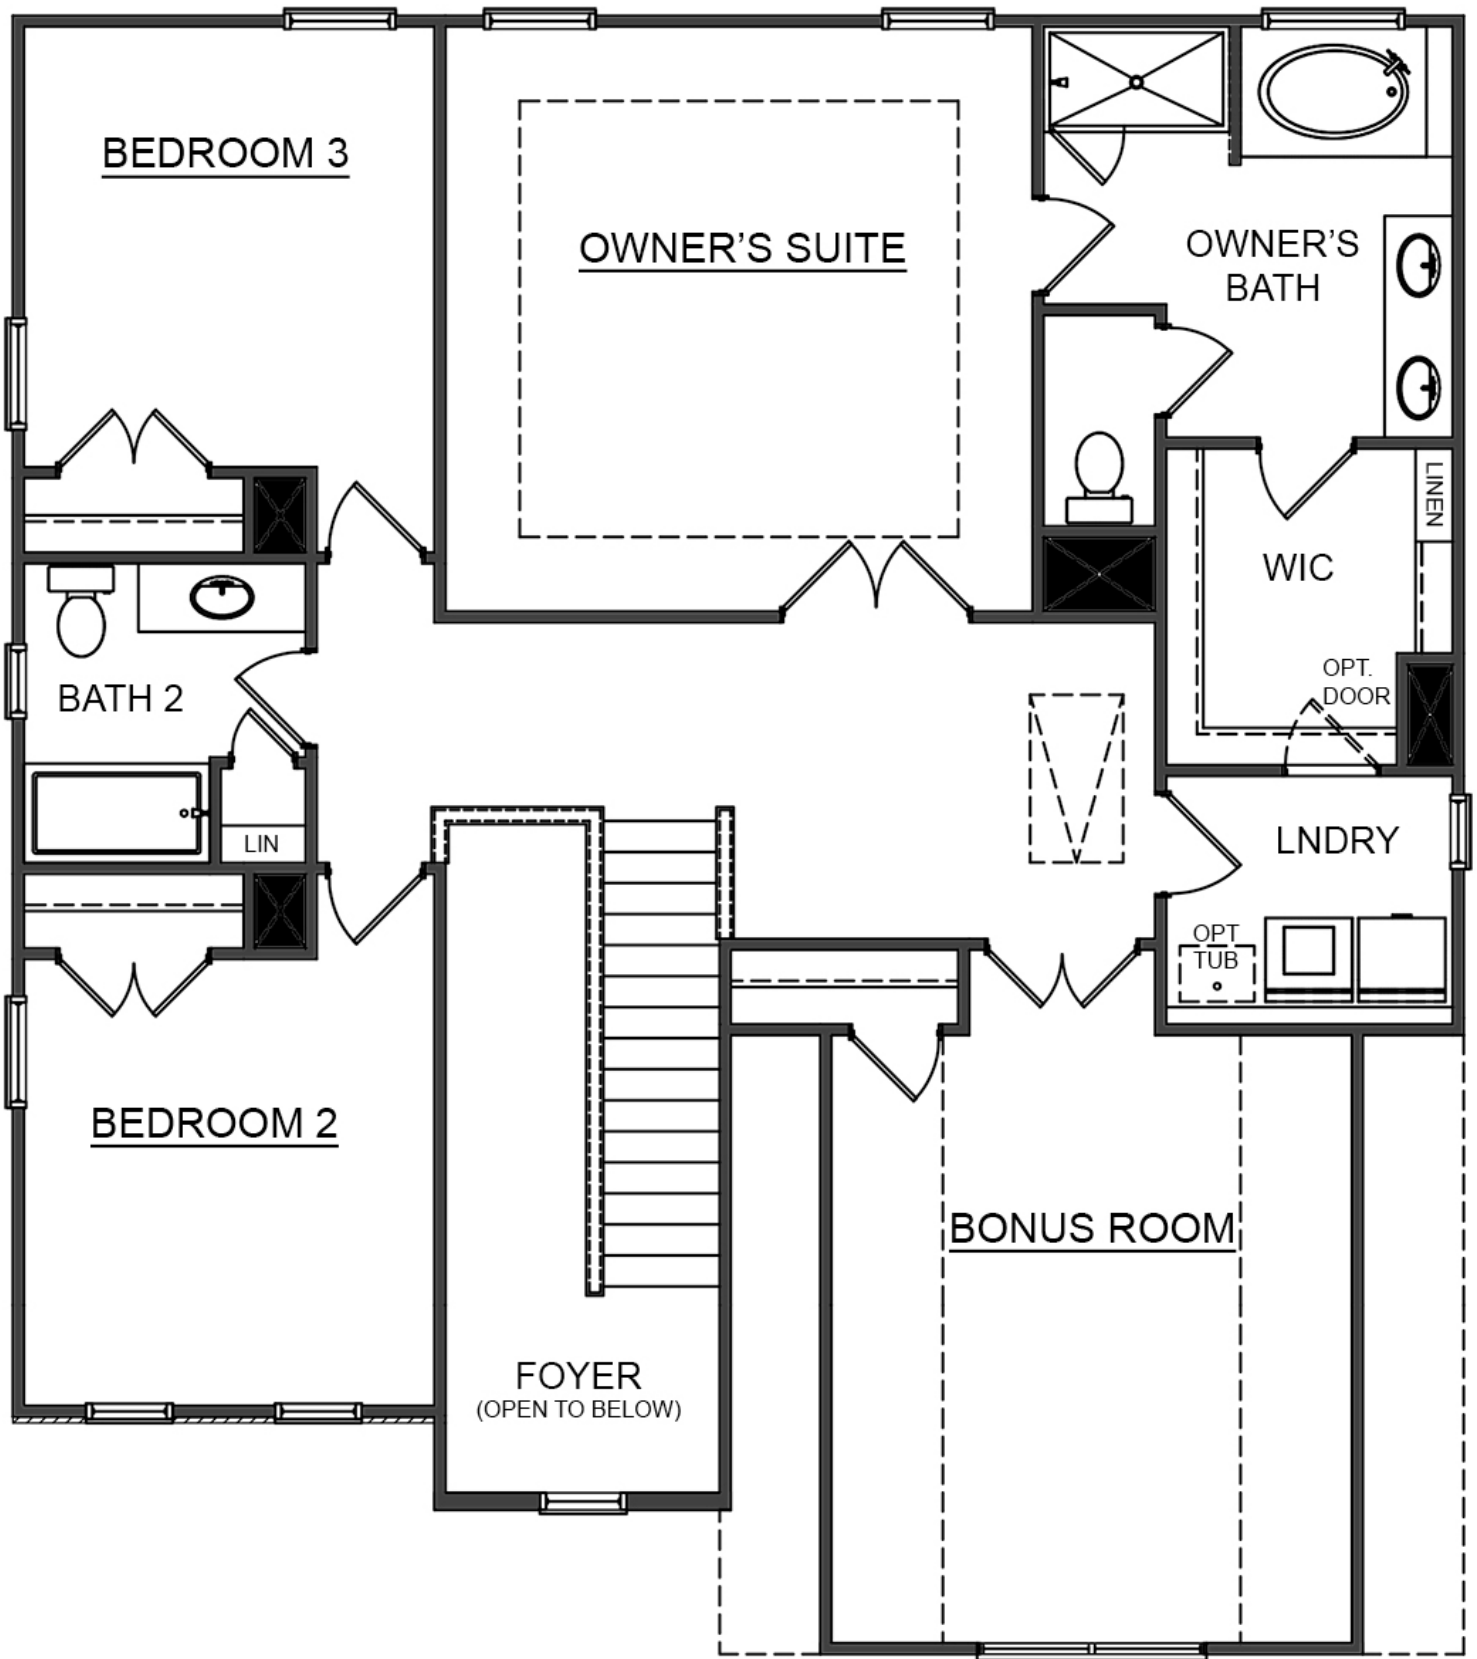 BEDROOM 3
OWNER’S SUITE
OWNER’S
BATH
LINEN
WIC
OPT.
DOOR
BATH 2
LIN
LNDRY
OPT
TUB
BEDROOM 2
BONUS ROOM
FOYER
(OPEN TO BELOW)